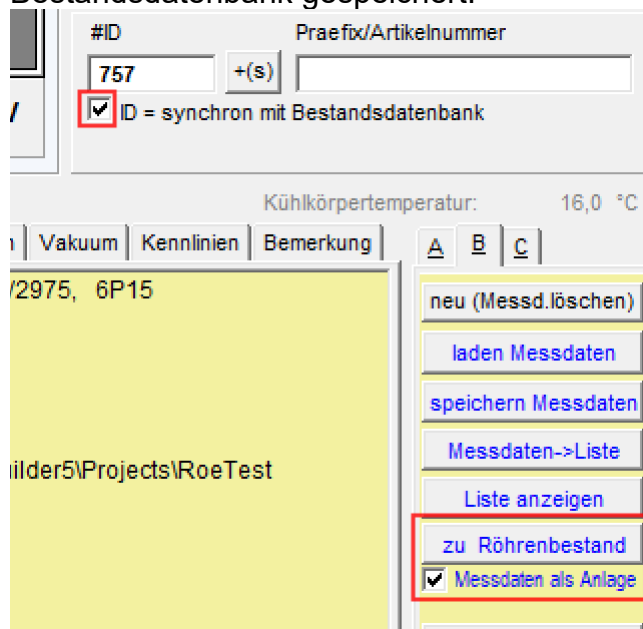 Bestandsdatenbank gespeichert.
#ID Praefix/Artikelnummer
757 +(s)
ID = synchron mit Bestandsdatenbank
Kühlkörpertemperatur: 16,0 °C
Vakuum Kennlinien Bemerkung A B C
/2975, 6P15
neu (Messd.löschen)
laden Messdaten
speichern Messdaten
Messdaten->Liste
uilder5\Projects\RoeTest
Liste anzeigen
zu Röhrenbestand
Messdaten als Anlage